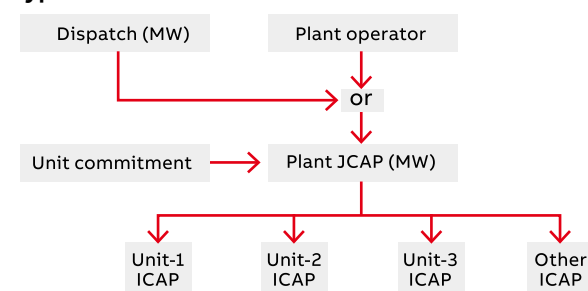 Dispatch (MW)
Plant operator
or
Unit commitment
Plant JCAP (MW)
Unit-1
ICAP
Unit-2
ICAP
Unit-3
ICAP
Other
ICAP